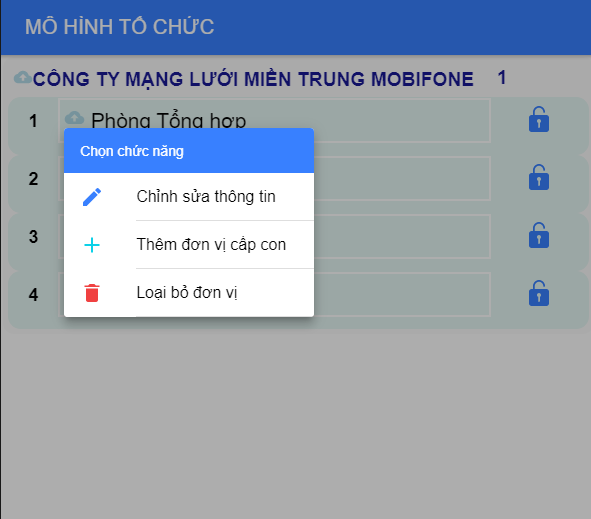 MÔ HÌNH TỔ CHỨC
CÔNG TY MẠNG LƯỚI MIỀN TRUNG MOBIFONE 1
1 Phòng Tổng hợp
Chọn chức năng
2 Chỉnh sửa thông tin
3 Thêm đơn vị cấp con
4 Loại bỏ đơn vị